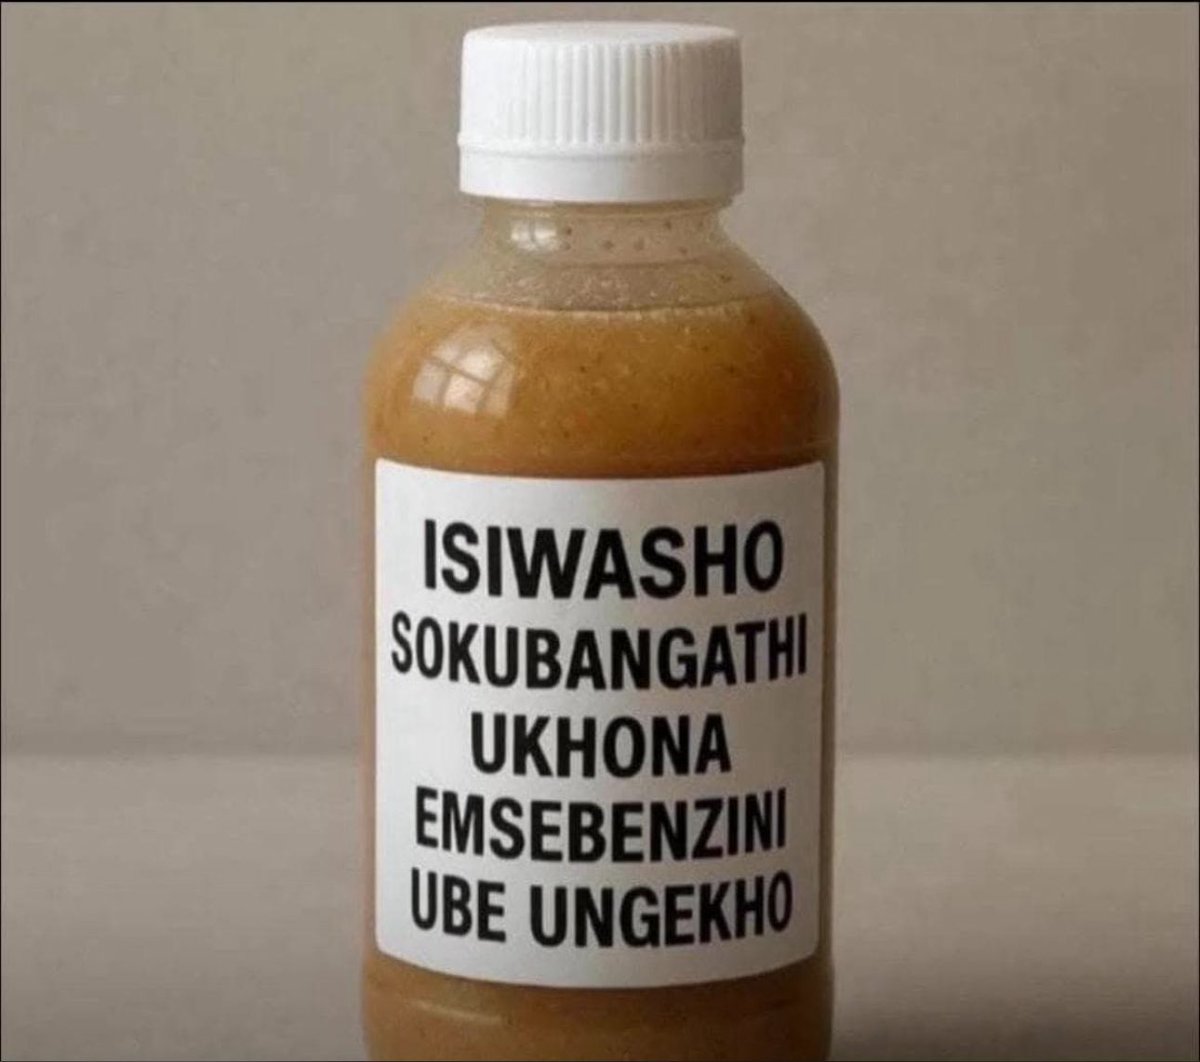 ISIWASHO
SOKUBANGATHI
UKHONA
EMSEBENZINI
UBE UNGEKHO